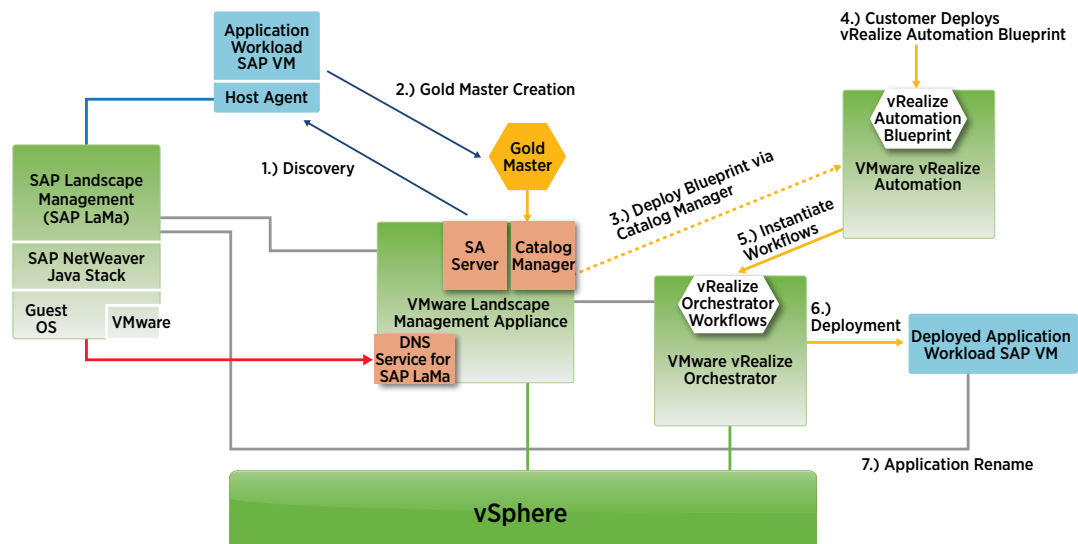 4.) Customer Deploys
vRealize Automation Blueprint
Application
Workload
SAP VM
Host Agent
2.) Gold Master Creation
vRealize
Automation
Blueprint
VMware vRealize
Automation
Gold
Master
1.) Discovery
SAP Landscape
Management
(SAP LaMa)
SAP NetWeaver
Java Stack
Guest
OS
VMware
3.) Deploy Blueprint via
Catalog Manager
5.) Instantiate
Workflows
SA
Server
Catalog
Manager
VMware Landscape
Management Appliance
DNS
Service for
SAP LaMa
vRealize
Orchestrator
Workflows
VMware vRealize
Orchestrator
6.)
Deployment
Deployed Application
Workload SAP VM
7.) Application Rename
vSphere